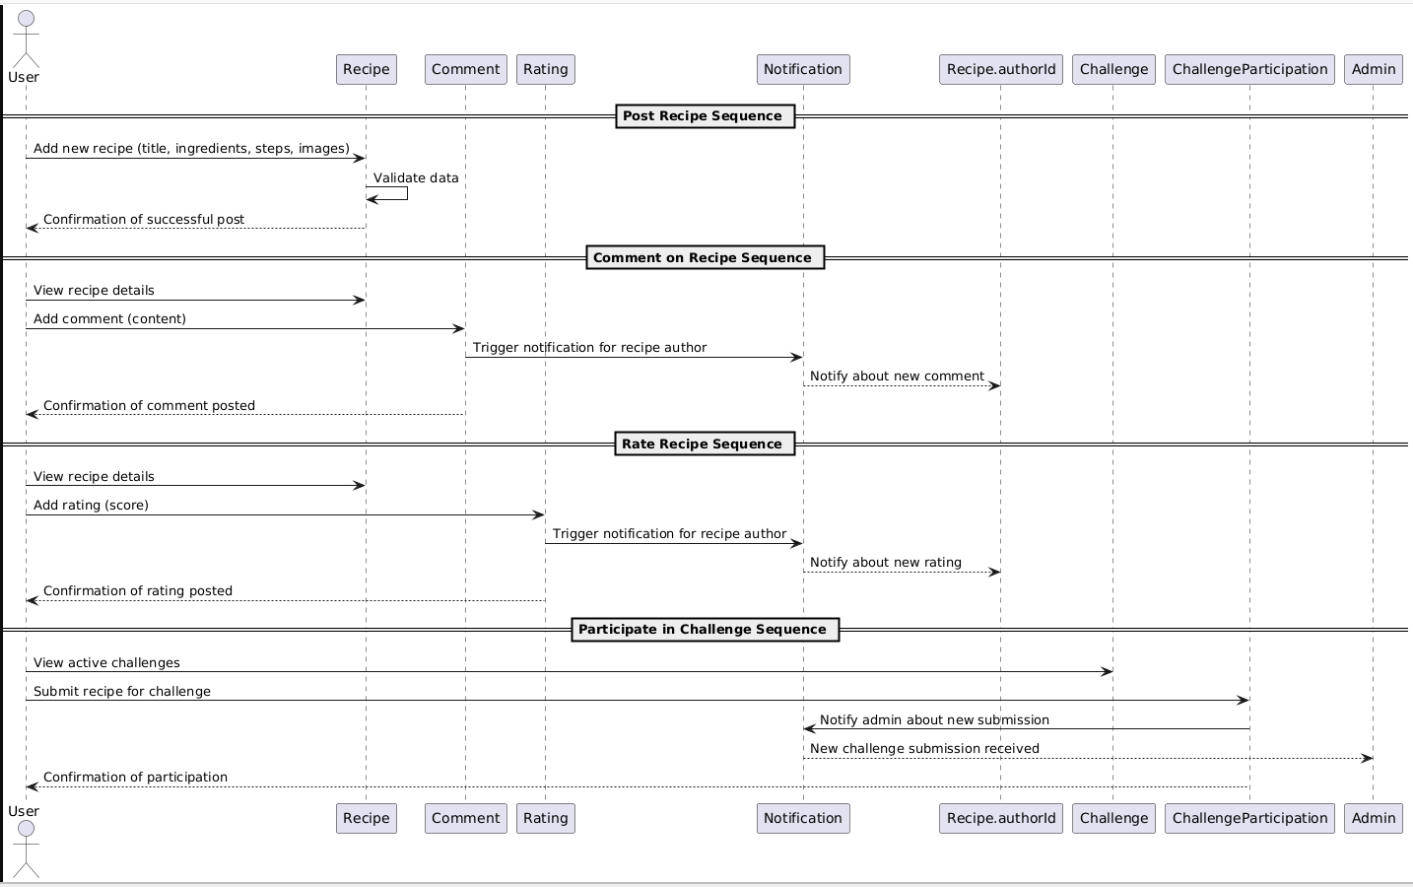 User
Recipe
Comment
Rating
Notification
Recipe.authorId
Challenge
ChallengeParticipation
Admin
Post Recipe Sequence
Add new recipe (title, ingredients, steps, images)
Validate data
Confirmation of successful post
Comment on Recipe Sequence
View recipe details
Add comment (content)
Trigger notification for recipe author
Notify about new comment
Confirmation of comment posted
Rate Recipe Sequence
View recipe details
Add rating (score)
Trigger notification for recipe author
Notify about new rating
Confirmation of rating posted
Participate in Challenge Sequence
View active challenges
Submit recipe for challenge
Notify admin about new submission
New challenge submission received
Confirmation of participation
User
Recipe
Comment
Rating
Notification
Recipe.authorId
Challenge
ChallengeParticipation
Admin